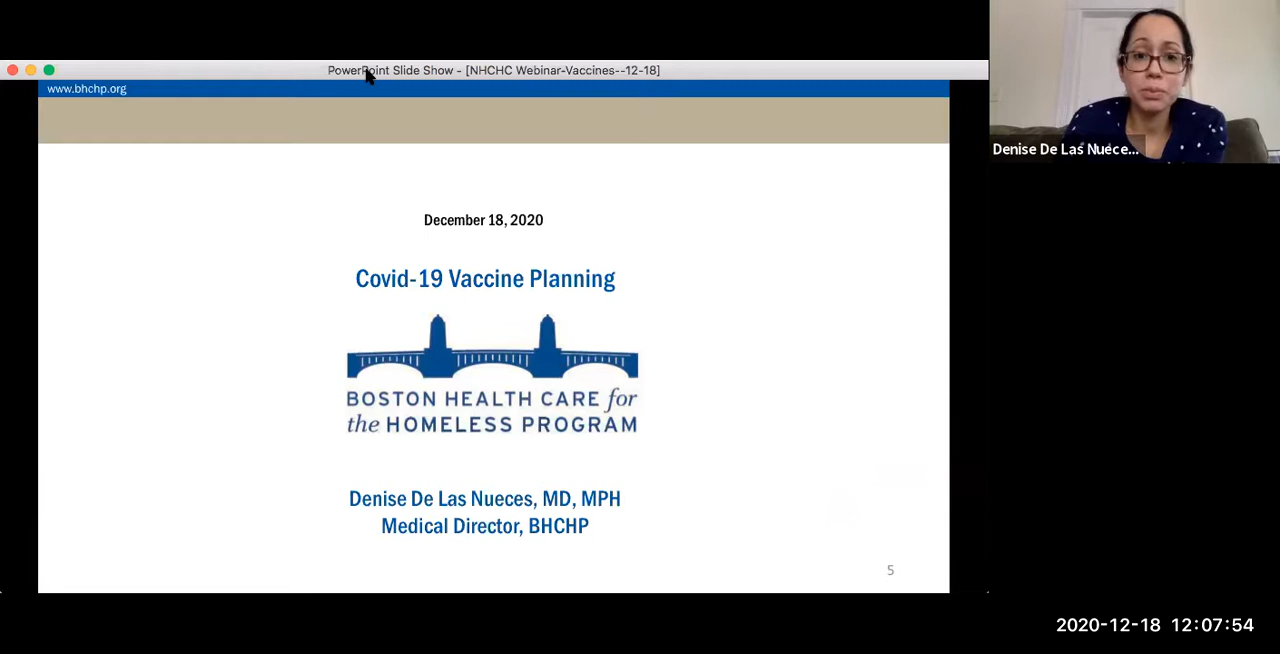 PowerPoint Slide Show - [NHCHC Webinar-Vaccines--12-18]
www.bhchp.org
Denise De Las Nuece...
December 18, 2020
Covid-19 Vaccine Planning
BOSTON HEALTH CARE for
the HOMELESS PROGRAM
Denise De Las Nueces, MD, MPH
Medical Director, BHCHP
5
2020-12-18 12:07:54